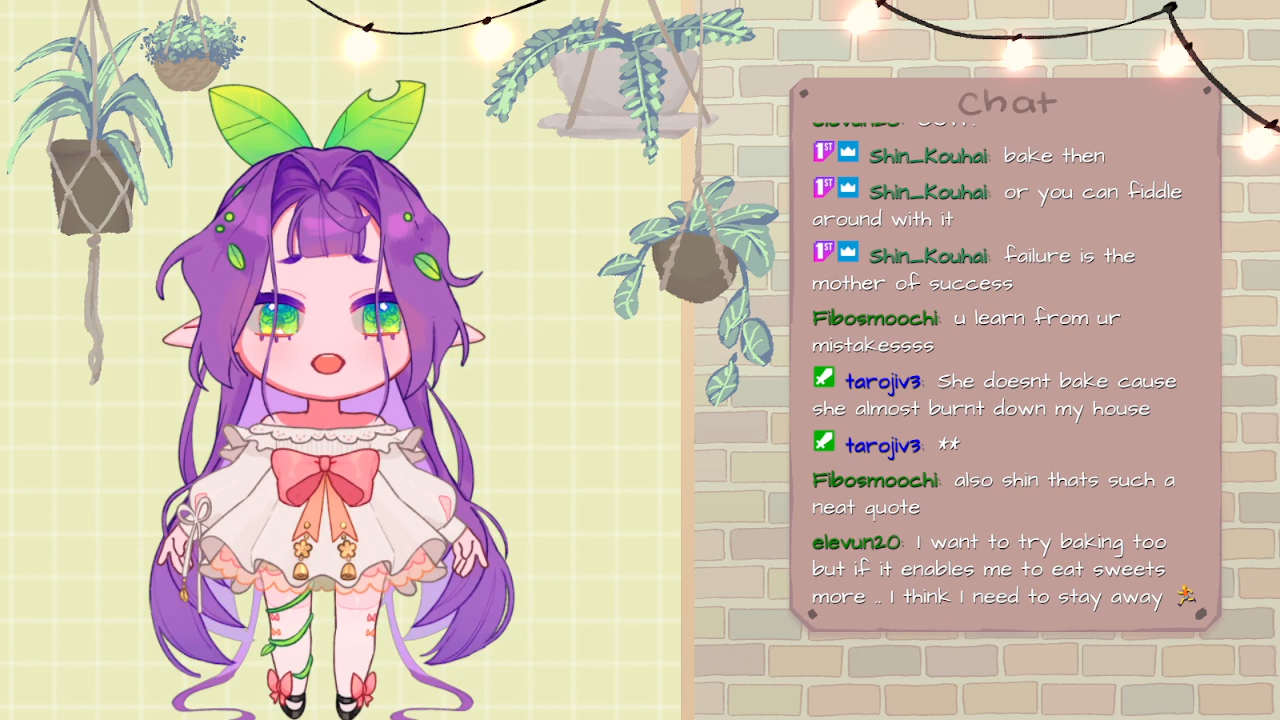 Chat
1ST Shin_Kouhai: bake then
1ST Shin_Kouhai: or you can fiddle
around with it
1ST Shin_Kouhai: failure is the
mother of success
Fibosmoochi: u learn from ur
mistakessss
tarojiv3: She doesnt bake cause
she almost burnt down my house
tarojiv3: **
Fibosmoochi: also shin thats such a
neat quote
elevun20: I want to try baking too
but if it enables me to eat sweets
more .. I think I need to stay away